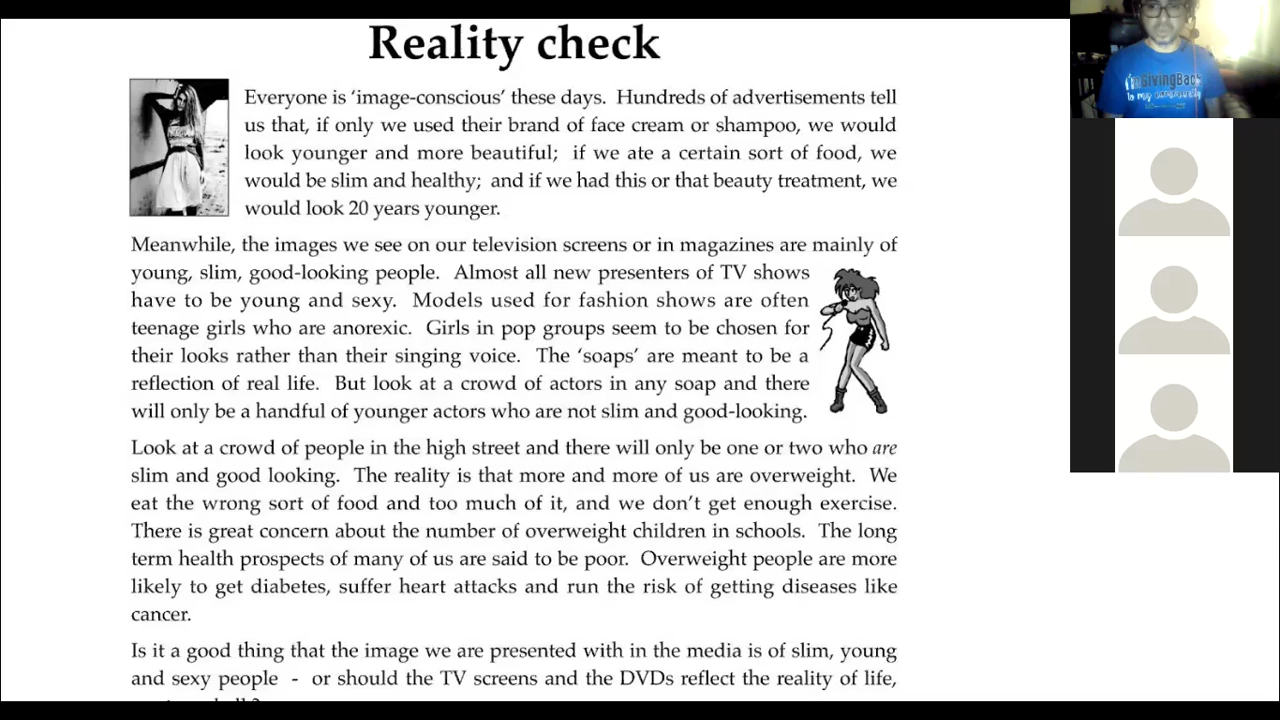 Reality check
Everyone is ‘image-conscious’ these days. Hundreds of advertisements tell
us that, if only we used their brand of face cream or shampoo, we would
look younger and more beautiful; if we ate a certain sort of food, we
would be slim and healthy; and if we had this or that beauty treatment, we
would look 20 years younger.
Meanwhile, the images we see on our television screens or in magazines are mainly of
young, slim, good-looking people. Almost all new presenters of TV shows
have to be young and sexy. Models used for fashion shows are often
teenage girls who are anorexic. Girls in pop groups seem to be chosen for
their looks rather than their singing voice. The ‘soaps’ are meant to be a
reflection of real life. But look at a crowd of actors in any soap and there
will only be a handful of younger actors who are not slim and good-looking.
Look at a crowd of people in the high street and there will only be one or two who are
slim and good looking. The reality is that more and more of us are overweight. We
eat the wrong sort of food and too much of it, and we don’t get enough exercise.
There is great concern about the number of overweight children in schools. The long
term health prospects of many of us are said to be poor. Overweight people are more
likely to get diabetes, suffer heart attacks and run the risk of getting diseases like
cancer.
Is it a good thing that the image we are presented with in the media is of slim, young
and sexy people - or should the TV screens and the DVDs reflect the reality of life,
I'mGivingBack
to my community